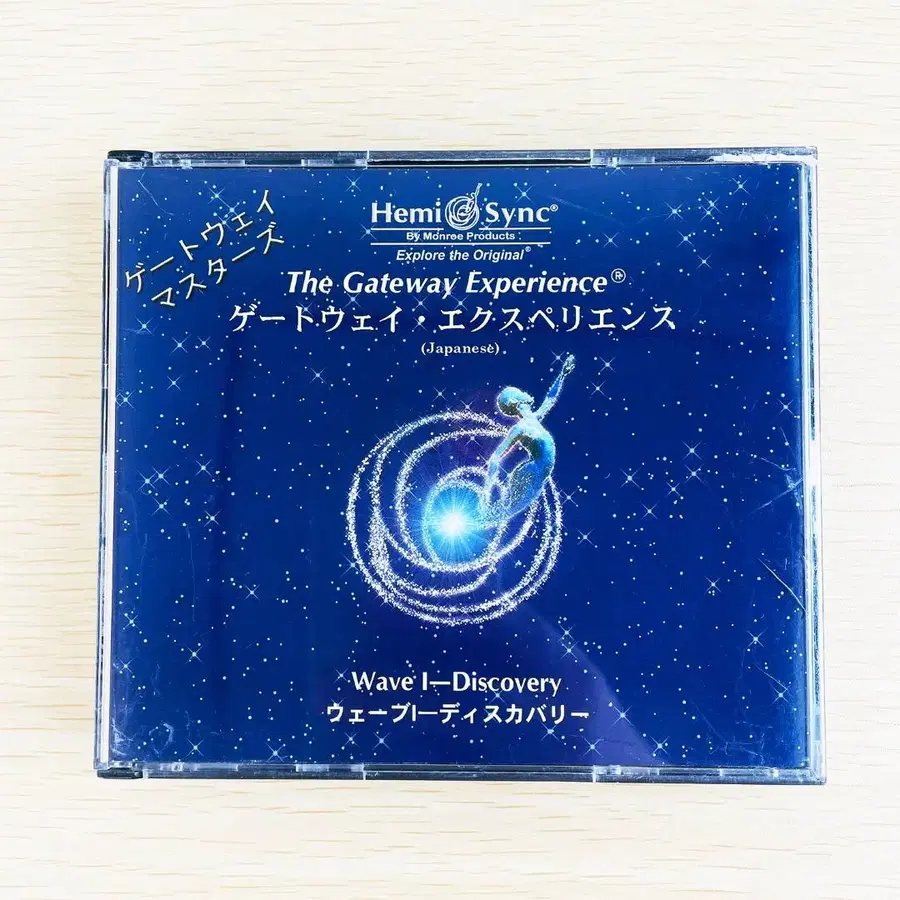 ゲートウェイ
マスターズ
Hemi Sync®
By Monroe Products
Explore the Original®
The Gateway Experience®
ゲートウェイ・エクスペリエンス
(Japanese)
Wave I—Discovery
ウェーブI—ディスカバリー